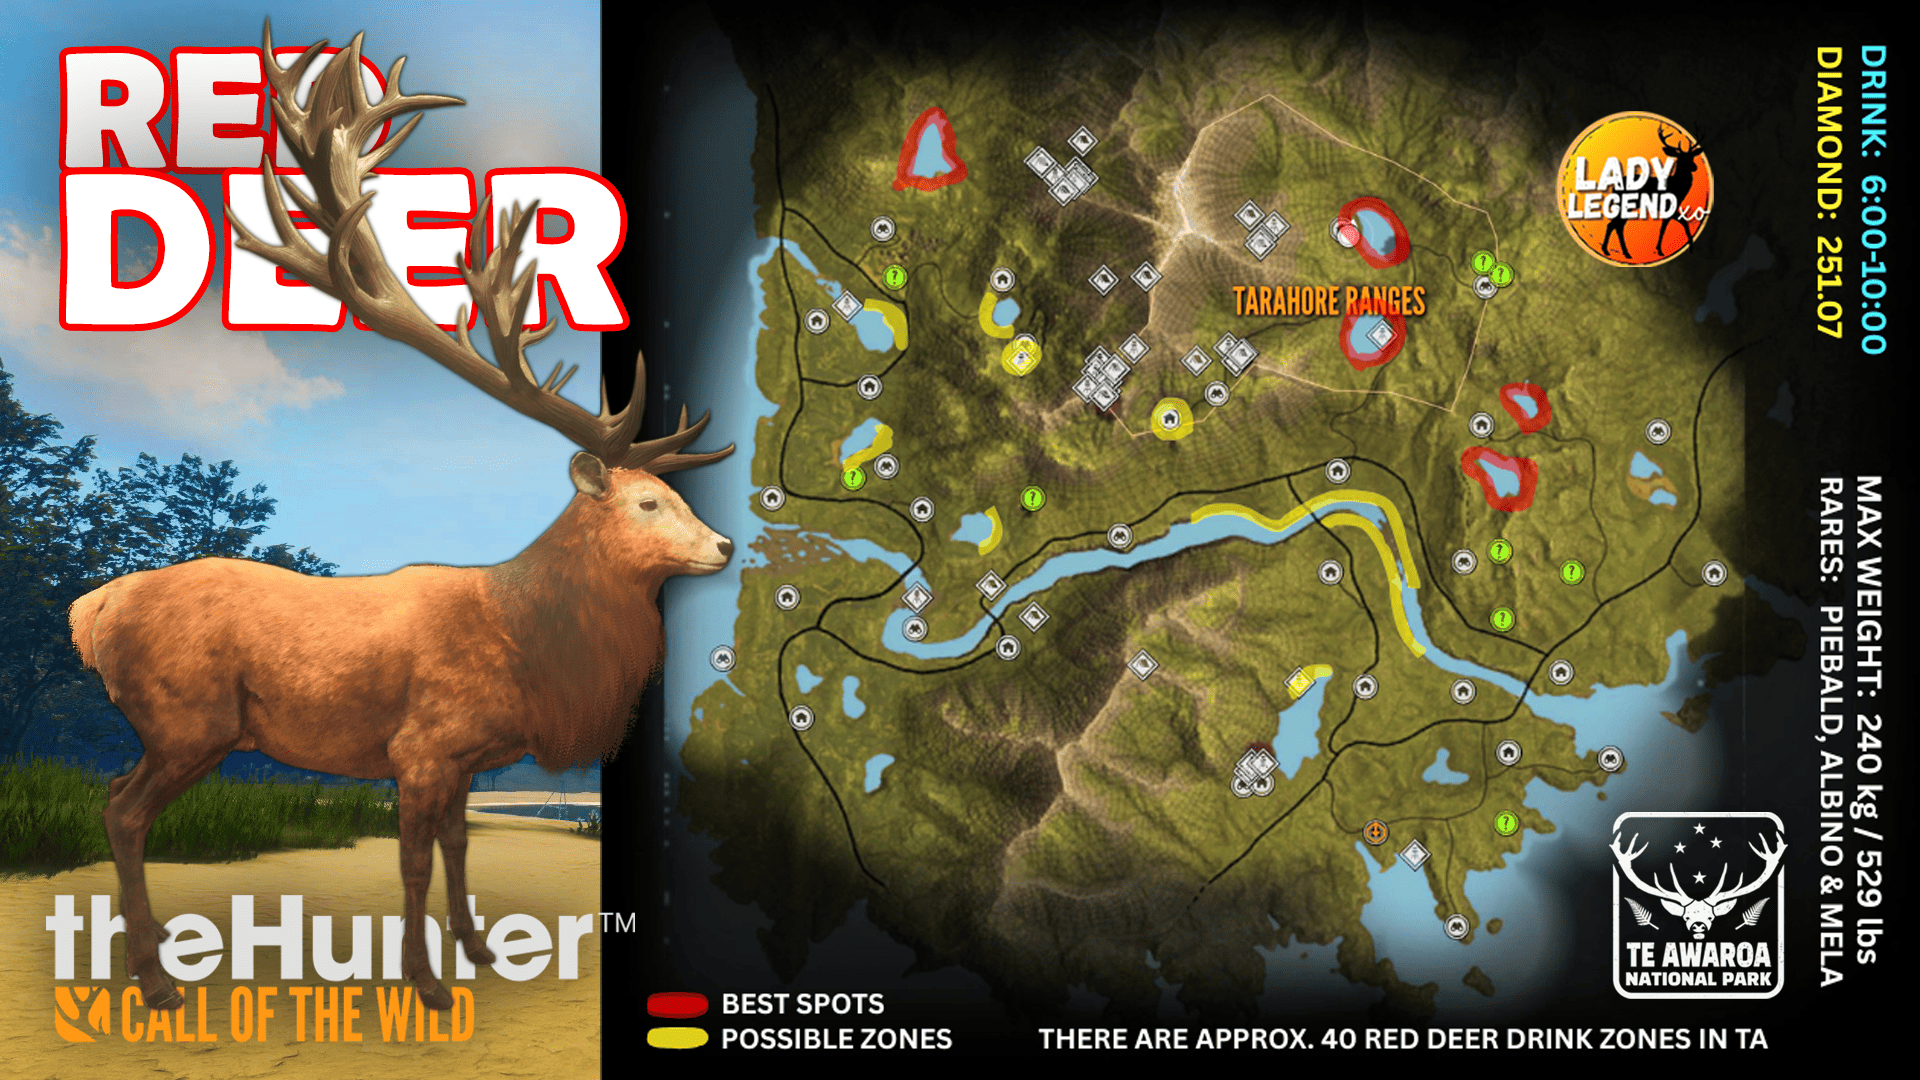 RED
DEER
theHunter™
CALL OF THE WILD
TARAHORE RANGES
LADY
LEGENDxo
DRINK: 6:00-10:00
DIAMOND: 251.07
MAX WEIGHT: 240 kg / 529 lbs
RARES: PIEBALD, ALBINO & MELA
TE AWAROA
NATIONAL PARK
BEST SPOTS
POSSIBLE ZONES
THERE ARE APPROX. 40 RED DEER DRINK ZONES IN TA